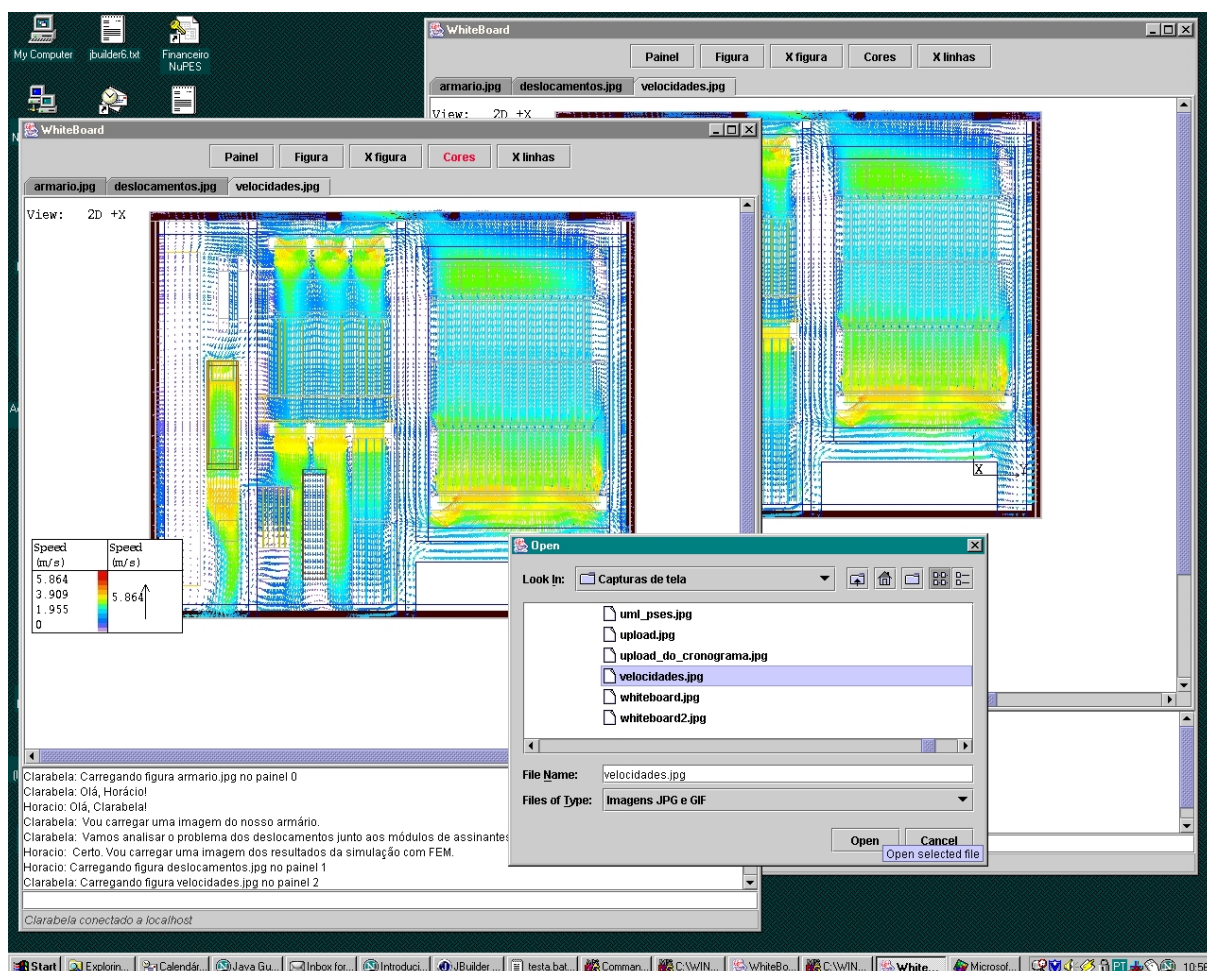 My Computer
jbuilder6.txt
Financeiro
NuPES
WhiteBoard
Painel Figura X figura Cores X linhas
armario.jpg deslocamentos.jpg velocidades.jpg
View: 2D +X
X
WhiteBoard
Painel Figura X figura Cores X linhas
armario.jpg deslocamentos.jpg velocidades.jpg
View: 2D +X
Speed Speed
(m/s) (m/s)
5.864
3.909 5.864
1.955
0
Clarabela: Carregando figura armario.jpg no painel 0
Clarabela: Olá, Horácio!
Horacio: Olá, Clarabela!
Clarabela: Vou carregar uma imagem do nosso armário.
Clarabela: Vamos analisar o problema dos deslocamentos junto aos módulos de assinantes
Horacio: Certo. Vou carregar uma imagem dos resultados da simulação com FEM.
Horacio: Carregando figura deslocamentos.jpg no painel 1
Clarabela: Carregando figura velocidades.jpg no painel 2
Clarabela conectado a localhost
Open
Look In: Capturas de tela
uml_pses.jpg
upload.jpg
upload_do_cronograma.jpg
velocidades.jpg
whiteboard.jpg
whiteboard2.jpg
File Name: velocidades.jpg
Files of Type: Imagens JPG e GIF
Open Cancel
Open selected file
Start Explorin... Calendár... Java Gu... Inbox for... Introduci... JBuilder ... testa.bat... Comman... C:\WIN... WhiteBo... C:\WIN... White... Microsof... PT